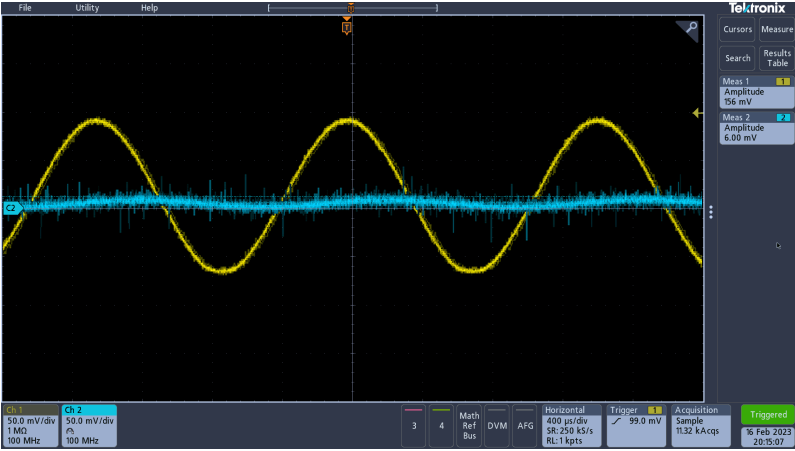 File Utility Help
Tektronix
T
T
Cursors Measure
Search Results Table
Meas 1 1
Amplitude
156 mV
Meas 2 2
Amplitude
6.00 mV
C2
Ch 1
50.0 mV/div
1 MΩ
100 MHz
Ch 2
50.0 mV/div
100 MHz
3
4
Math
Ref
Bus
DVM
AFG
Horizontal
400 µs/div
SR: 250 kS/s
RL: 1 kpts
Trigger 1
99.0 mV
Acquisition
Sample
11.32 kAcqs
Triggered
16 Feb 2023
20:15:07